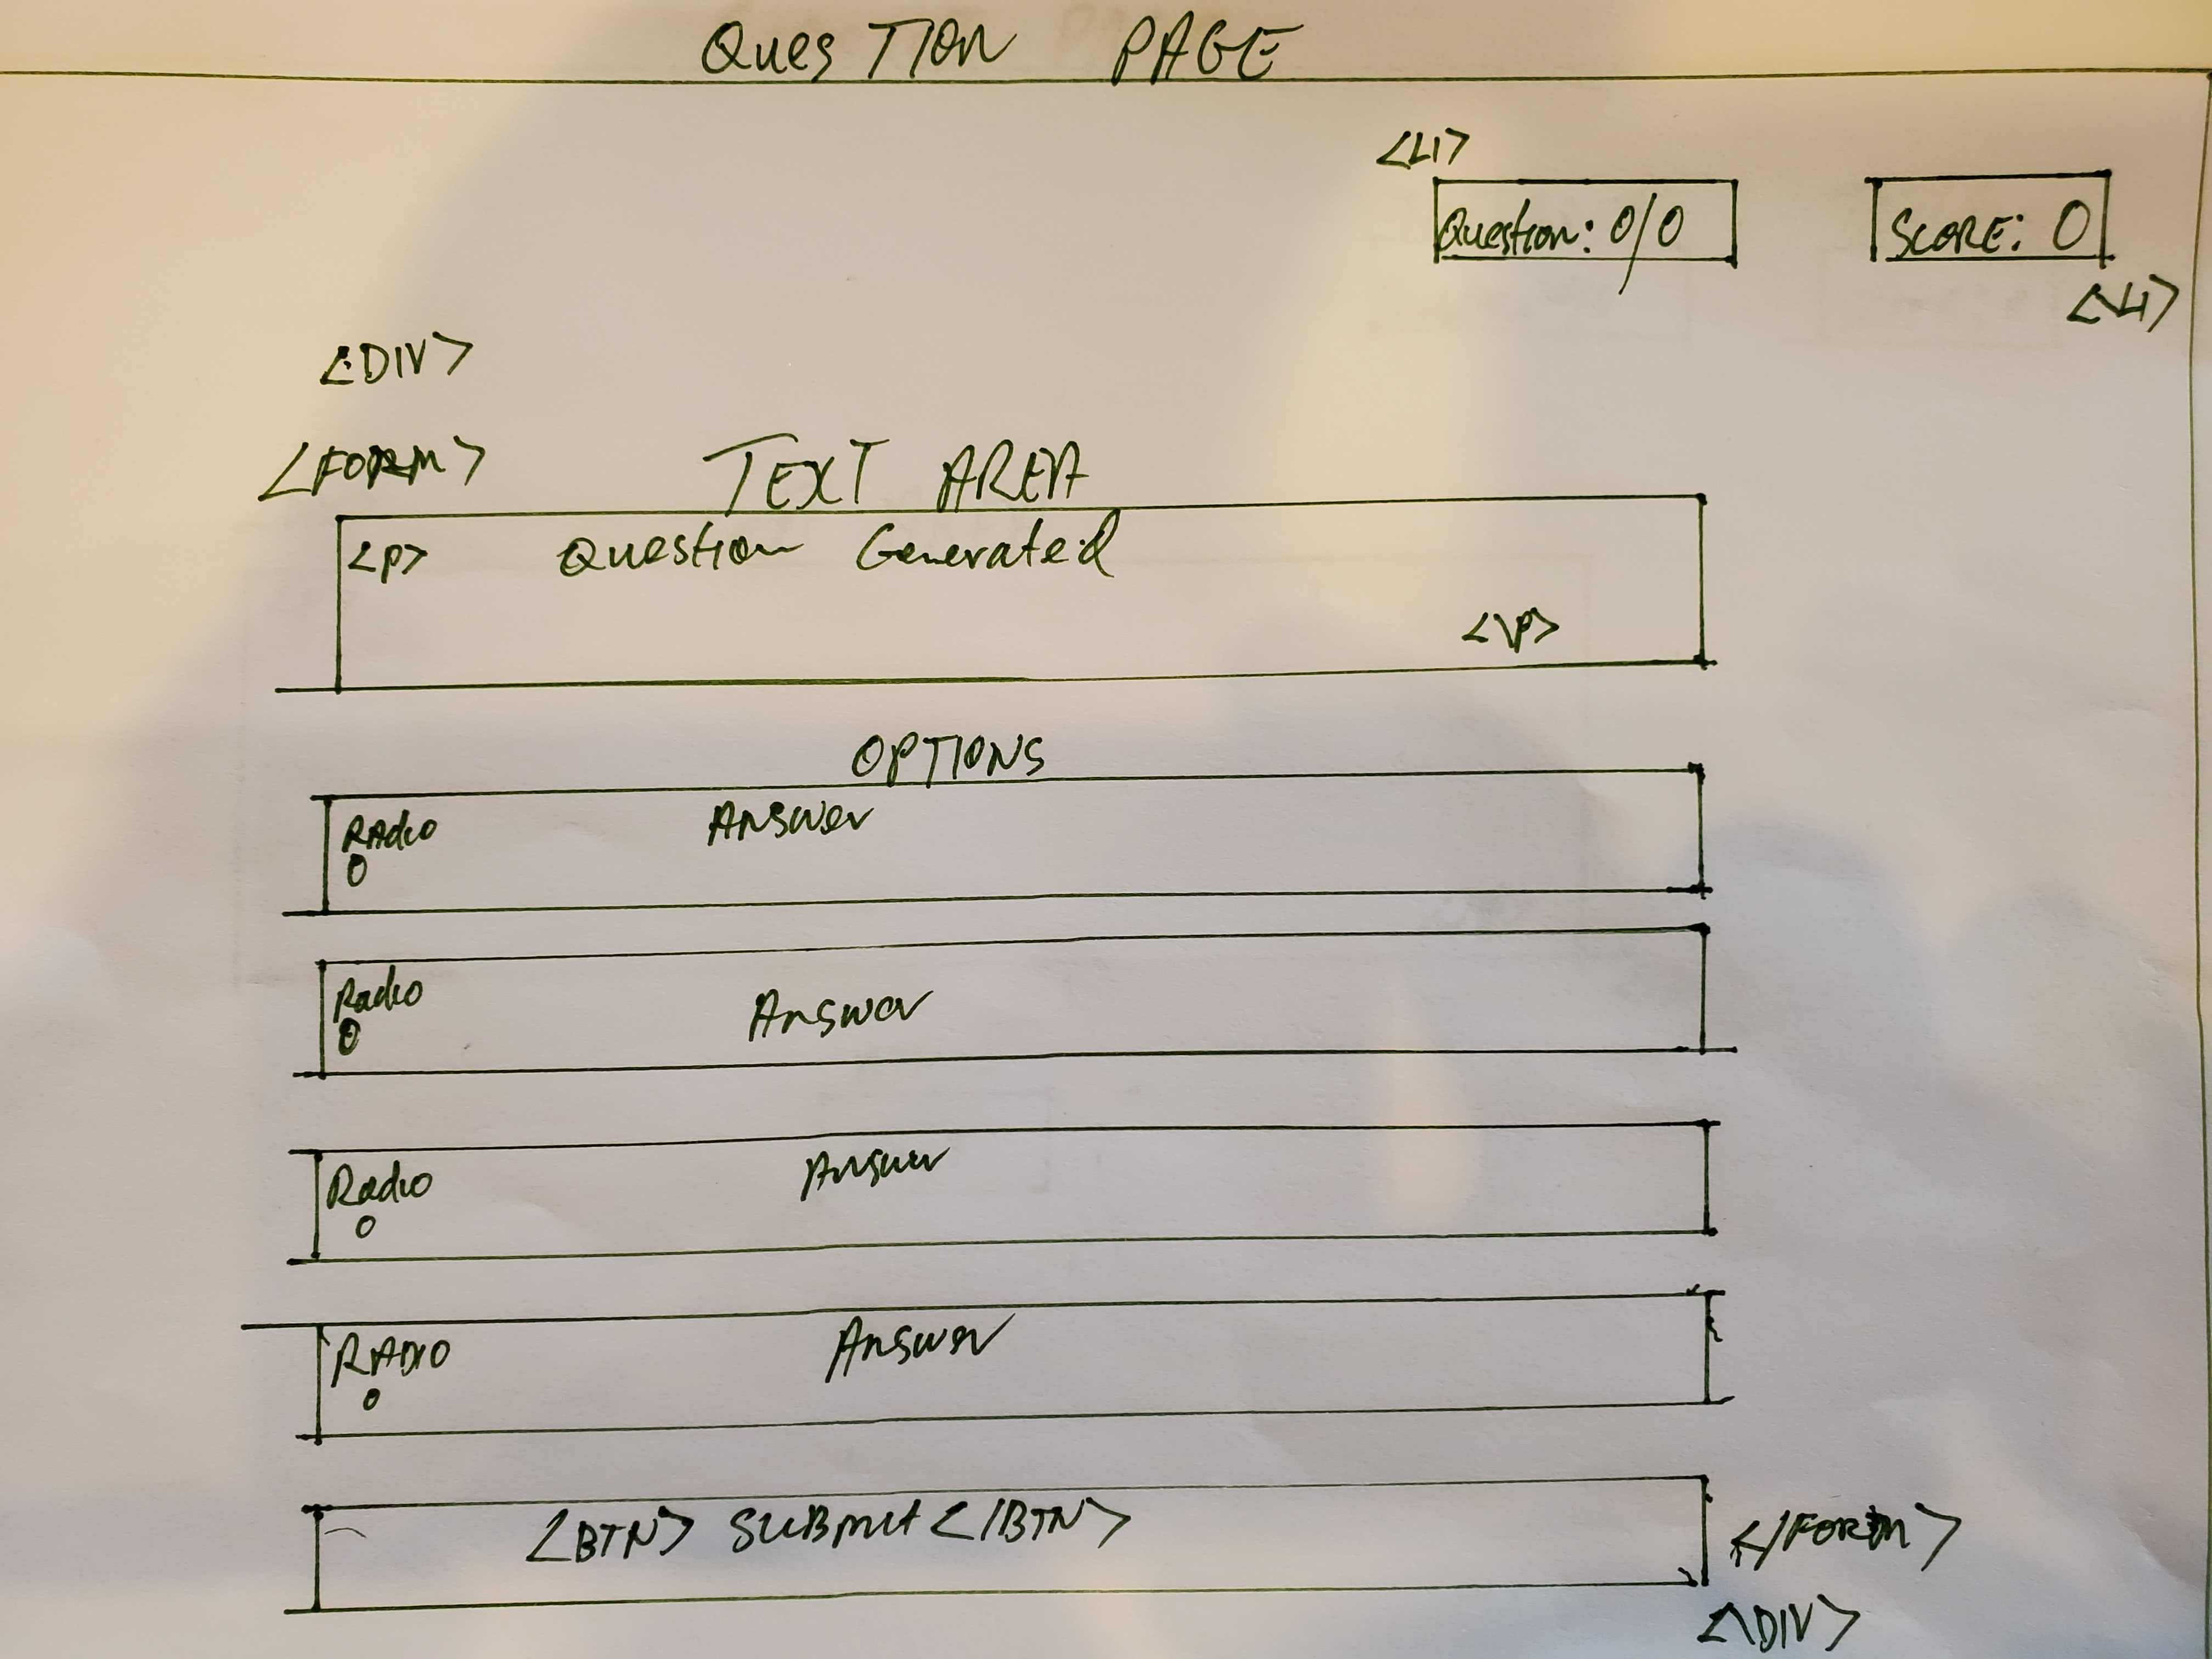 Question PAGE
<LI>
Question: 0/0
SCORE: 0
<\LI>
<DIV>
<FORM>
TEXT AREA
<P> Question Generated
<\P>
OPTIONS
RAdio Answer
Radio Answer
Radio Answer
RADIO Answer
<BTN> SUBmit </BTN>
</FORM>
<\DIV>